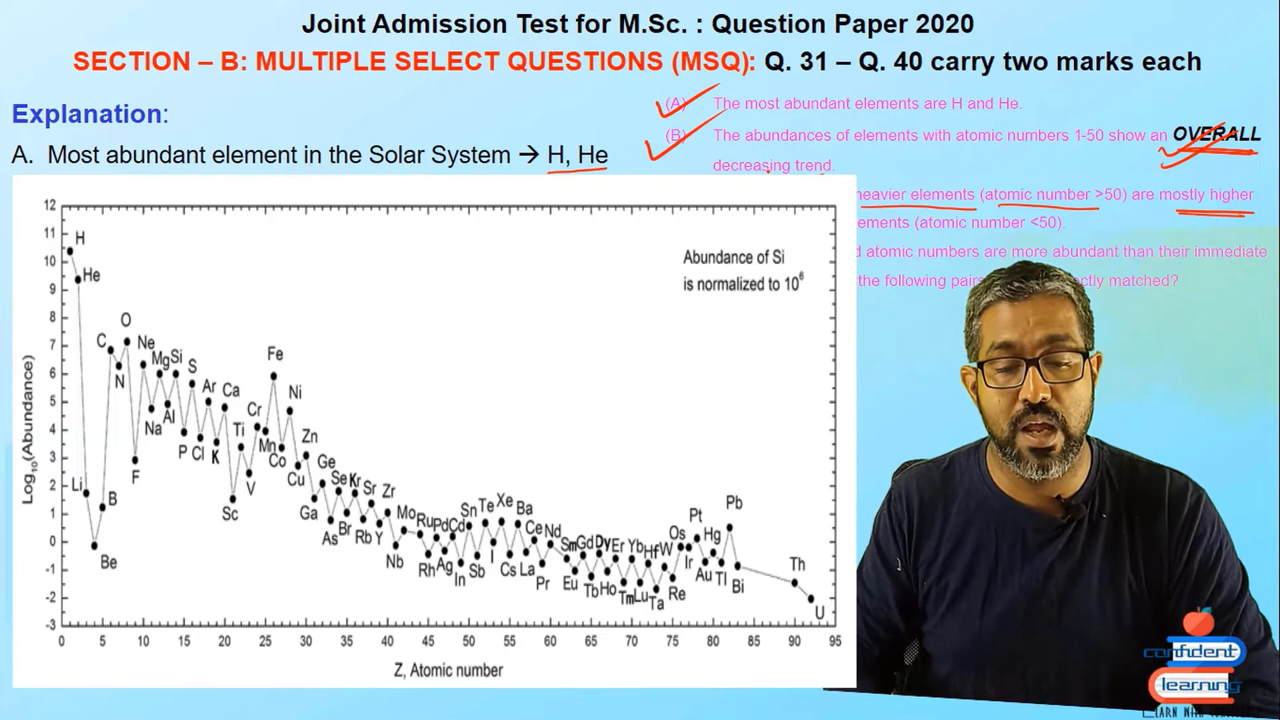 Joint Admission Test for M.Sc. : Question Paper 2020
SECTION – B: MULTIPLE SELECT QUESTIONS (MSQ): Q. 31 – Q. 40 carry two marks each
Explanation:
A. Most abundant element in the Solar System → H, He
(A) The most abundant elements are H and He.
(B) The abundances of elements with atomic numbers 1-50 show an OVERALL
decreasing trend.
heavier elements (atomic number >50) are mostly higher
ements (atomic number <50).
d atomic numbers are more abundant than their immediate
the following pairs ctly matched?
Abundance of Si
is normalized to 10⁶
Log₁₀(Abundance)
12
11
10
9
8
7
6
5
4
3
2
1
0
-1
-2
-3
H
He
Li
Be
B
C
N
O
F
Ne
Na
Mg
Al
Si
P
S
Cl
Ar
K
Ca
Sc
Ti
V
Cr
Mn
Fe
Co
Ni
Cu
Zn
Ga
Ge
As
Se
Br
Kr
Rb
Sr
Y
Zr
Nb
Mo
Ru
Rh
Pd
Ag
Cd
In
Sn
Sb
Te
I
Xe
Cs
Ba
La
Ce
Pr
Nd
Sm
Eu
Gd
Tb
Dy
Ho
Er
Tm
Yb
Lu
Hf
Ta
W
Re
Os
Ir
Pt
Au
Hg
Tl
Pb
Bi
Th
U
0 5 10 15 20 25 30 35 40 45 50 55 60 65 70 75 80 85 90 95
Z, Atomic number
confident
learning